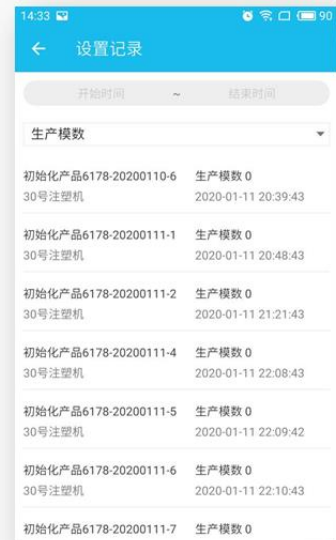 14:33 90
设置记录
开始时间 ~ 结束时间
生产模数
初始化产品6178-20200110-6 生产模数 0
30号注塑机 2020-01-11 20:39:43
初始化产品6178-20200111-1 生产模数 0
30号注塑机 2020-01-11 20:48:43
初始化产品6178-20200111-2 生产模数 0
30号注塑机 2020-01-11 21:21:43
初始化产品6178-20200111-4 生产模数 0
30号注塑机 2020-01-11 22:08:43
初始化产品6178-20200111-5 生产模数 0
30号注塑机 2020-01-11 22:09:42
初始化产品6178-20200111-6 生产模数 0
30号注塑机 2020-01-11 22:10:43
初始化产品6178-20200111-7 生产模数 0